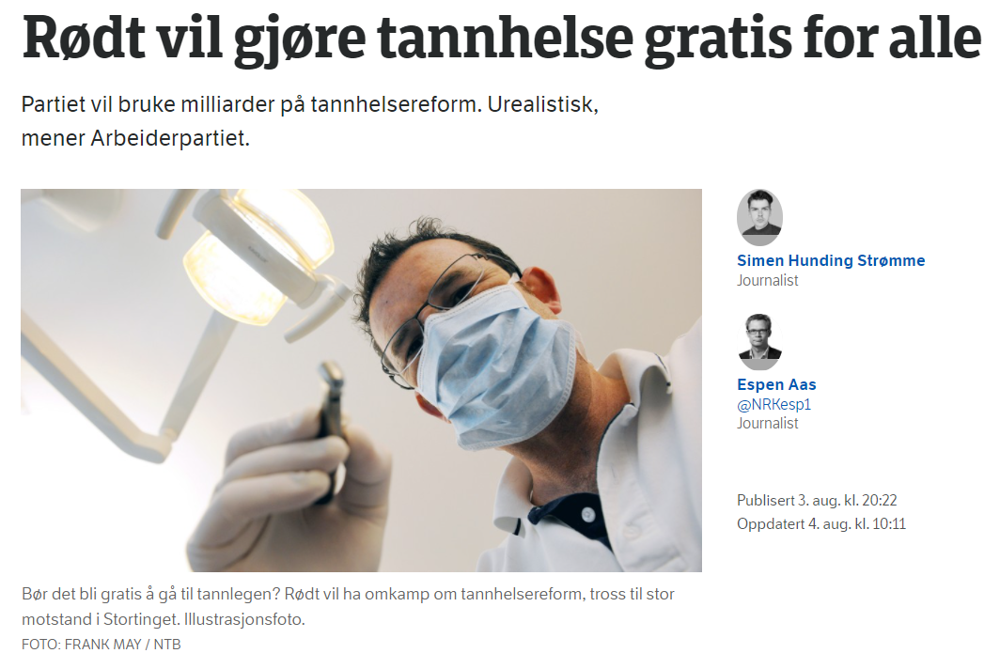 Rødt vil gjøre tannhelse gratis for alle
Partiet vil bruke milliarder på tannhelsereform. Urealistisk,
mener Arbeiderpartiet.
Simen Hunding Strømme
Journalist
Espen Aas
@NRKesp1
Journalist
Publisert 3. aug. kl. 20:22
Oppdatert 4. aug. kl. 10:11
Bør det bli gratis å gå til tannlegen? Rødt vil ha omkamp om tannhelsereform, tross til stor
motstand i Stortinget. Illustrasjonsfoto.
FOTO: FRANK MAY / NTB